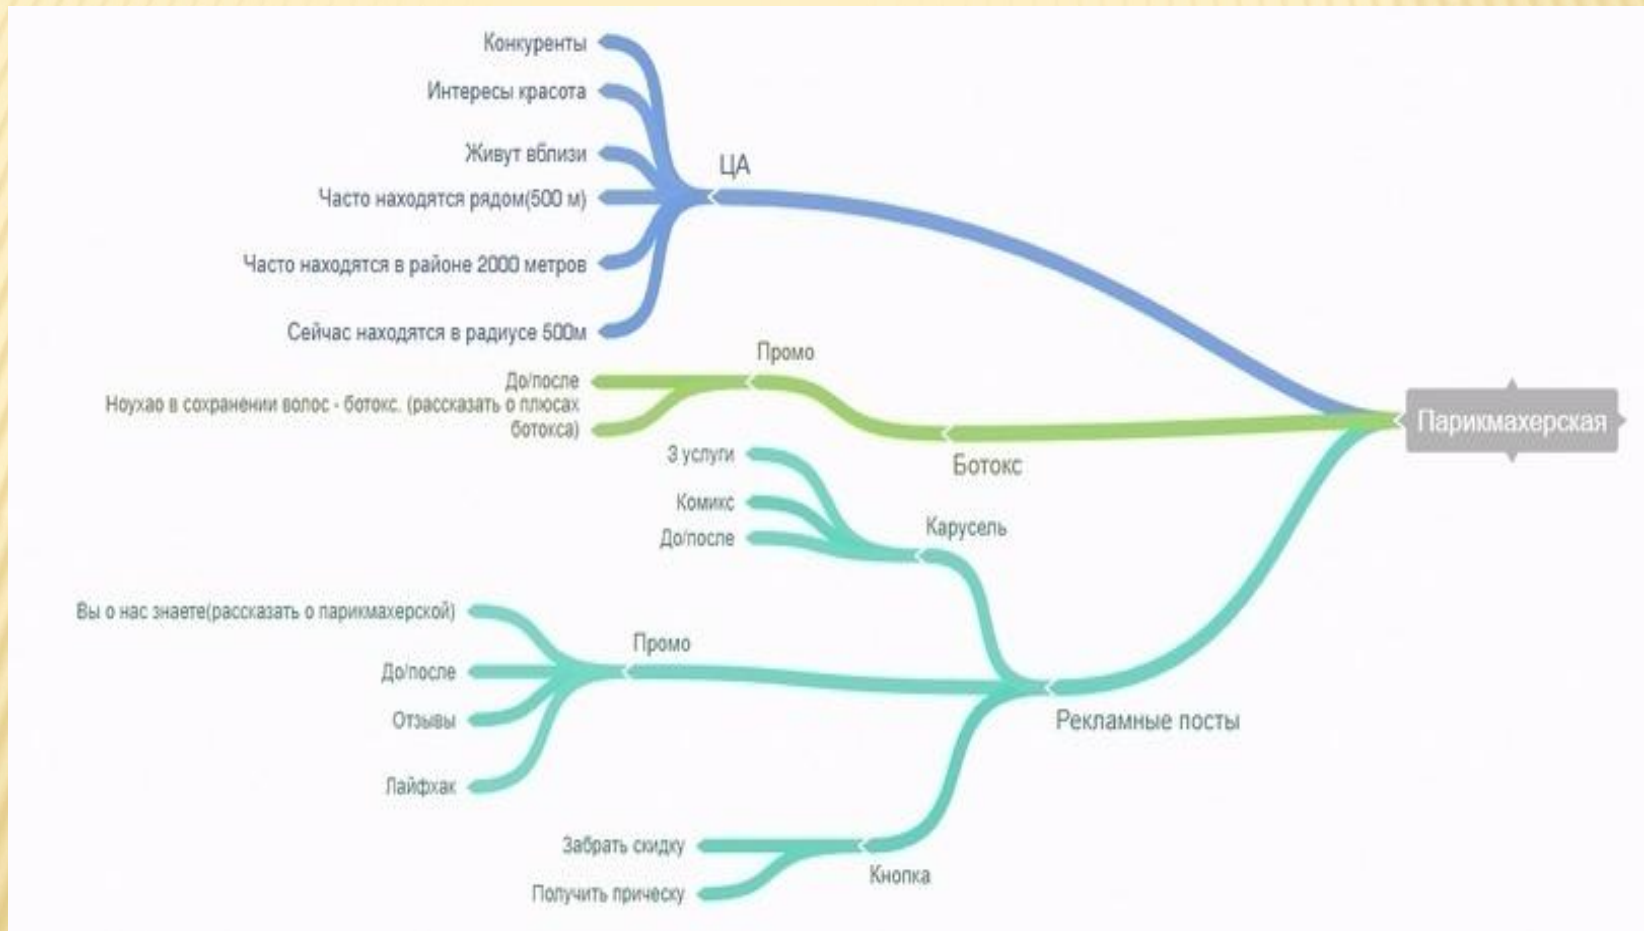 Конкуренты
Интересы красота
Живут вблизи
ЦА
Часто находятся рядом(500 м)
Часто находятся в районе 2000 метров
Сейчас находятся в радиусе 500м
Промо
До/после
Ноухао в сохранении волос - ботокс. (рассказать о плюсах
ботокса)
Ботокс
Парикмахерская
3 услуги
Комикс
До/после
Карусель
Вы о нас знаете(рассказать о парикмахерской)
Промо
До/после
Отзывы
Лайфхак
Рекламные посты
Забрать скидку
Кнопка
Получить прическу